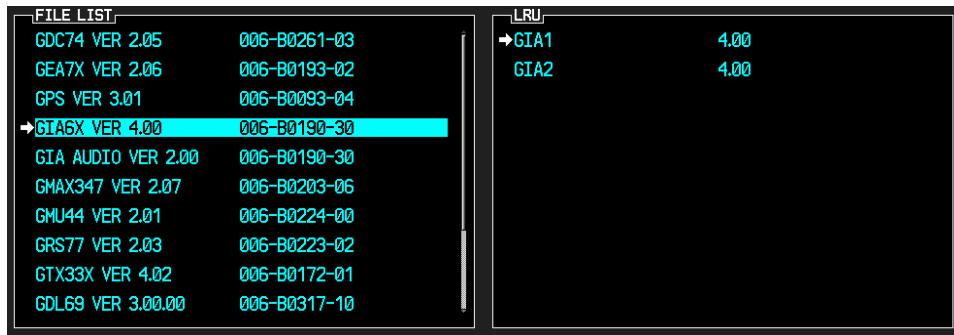 FILE LIST
GDC74 VER 2.05 006-B0261-03
GEA7X VER 2.06 006-B0193-02
GPS VER 3.01 006-B0093-04
GIA6X VER 4.00 006-B0190-30
GIA AUDIO VER 2.00 006-B0190-30
GMAX347 VER 2.07 006-B0203-06
GMU44 VER 2.01 006-B0224-00
GRS77 VER 2.03 006-B0223-02
GTX33X VER 4.02 006-B0172-01
GDL69 VER 3.00.00 006-B0317-10
LRU
GIA1 4.00
GIA2 4.00